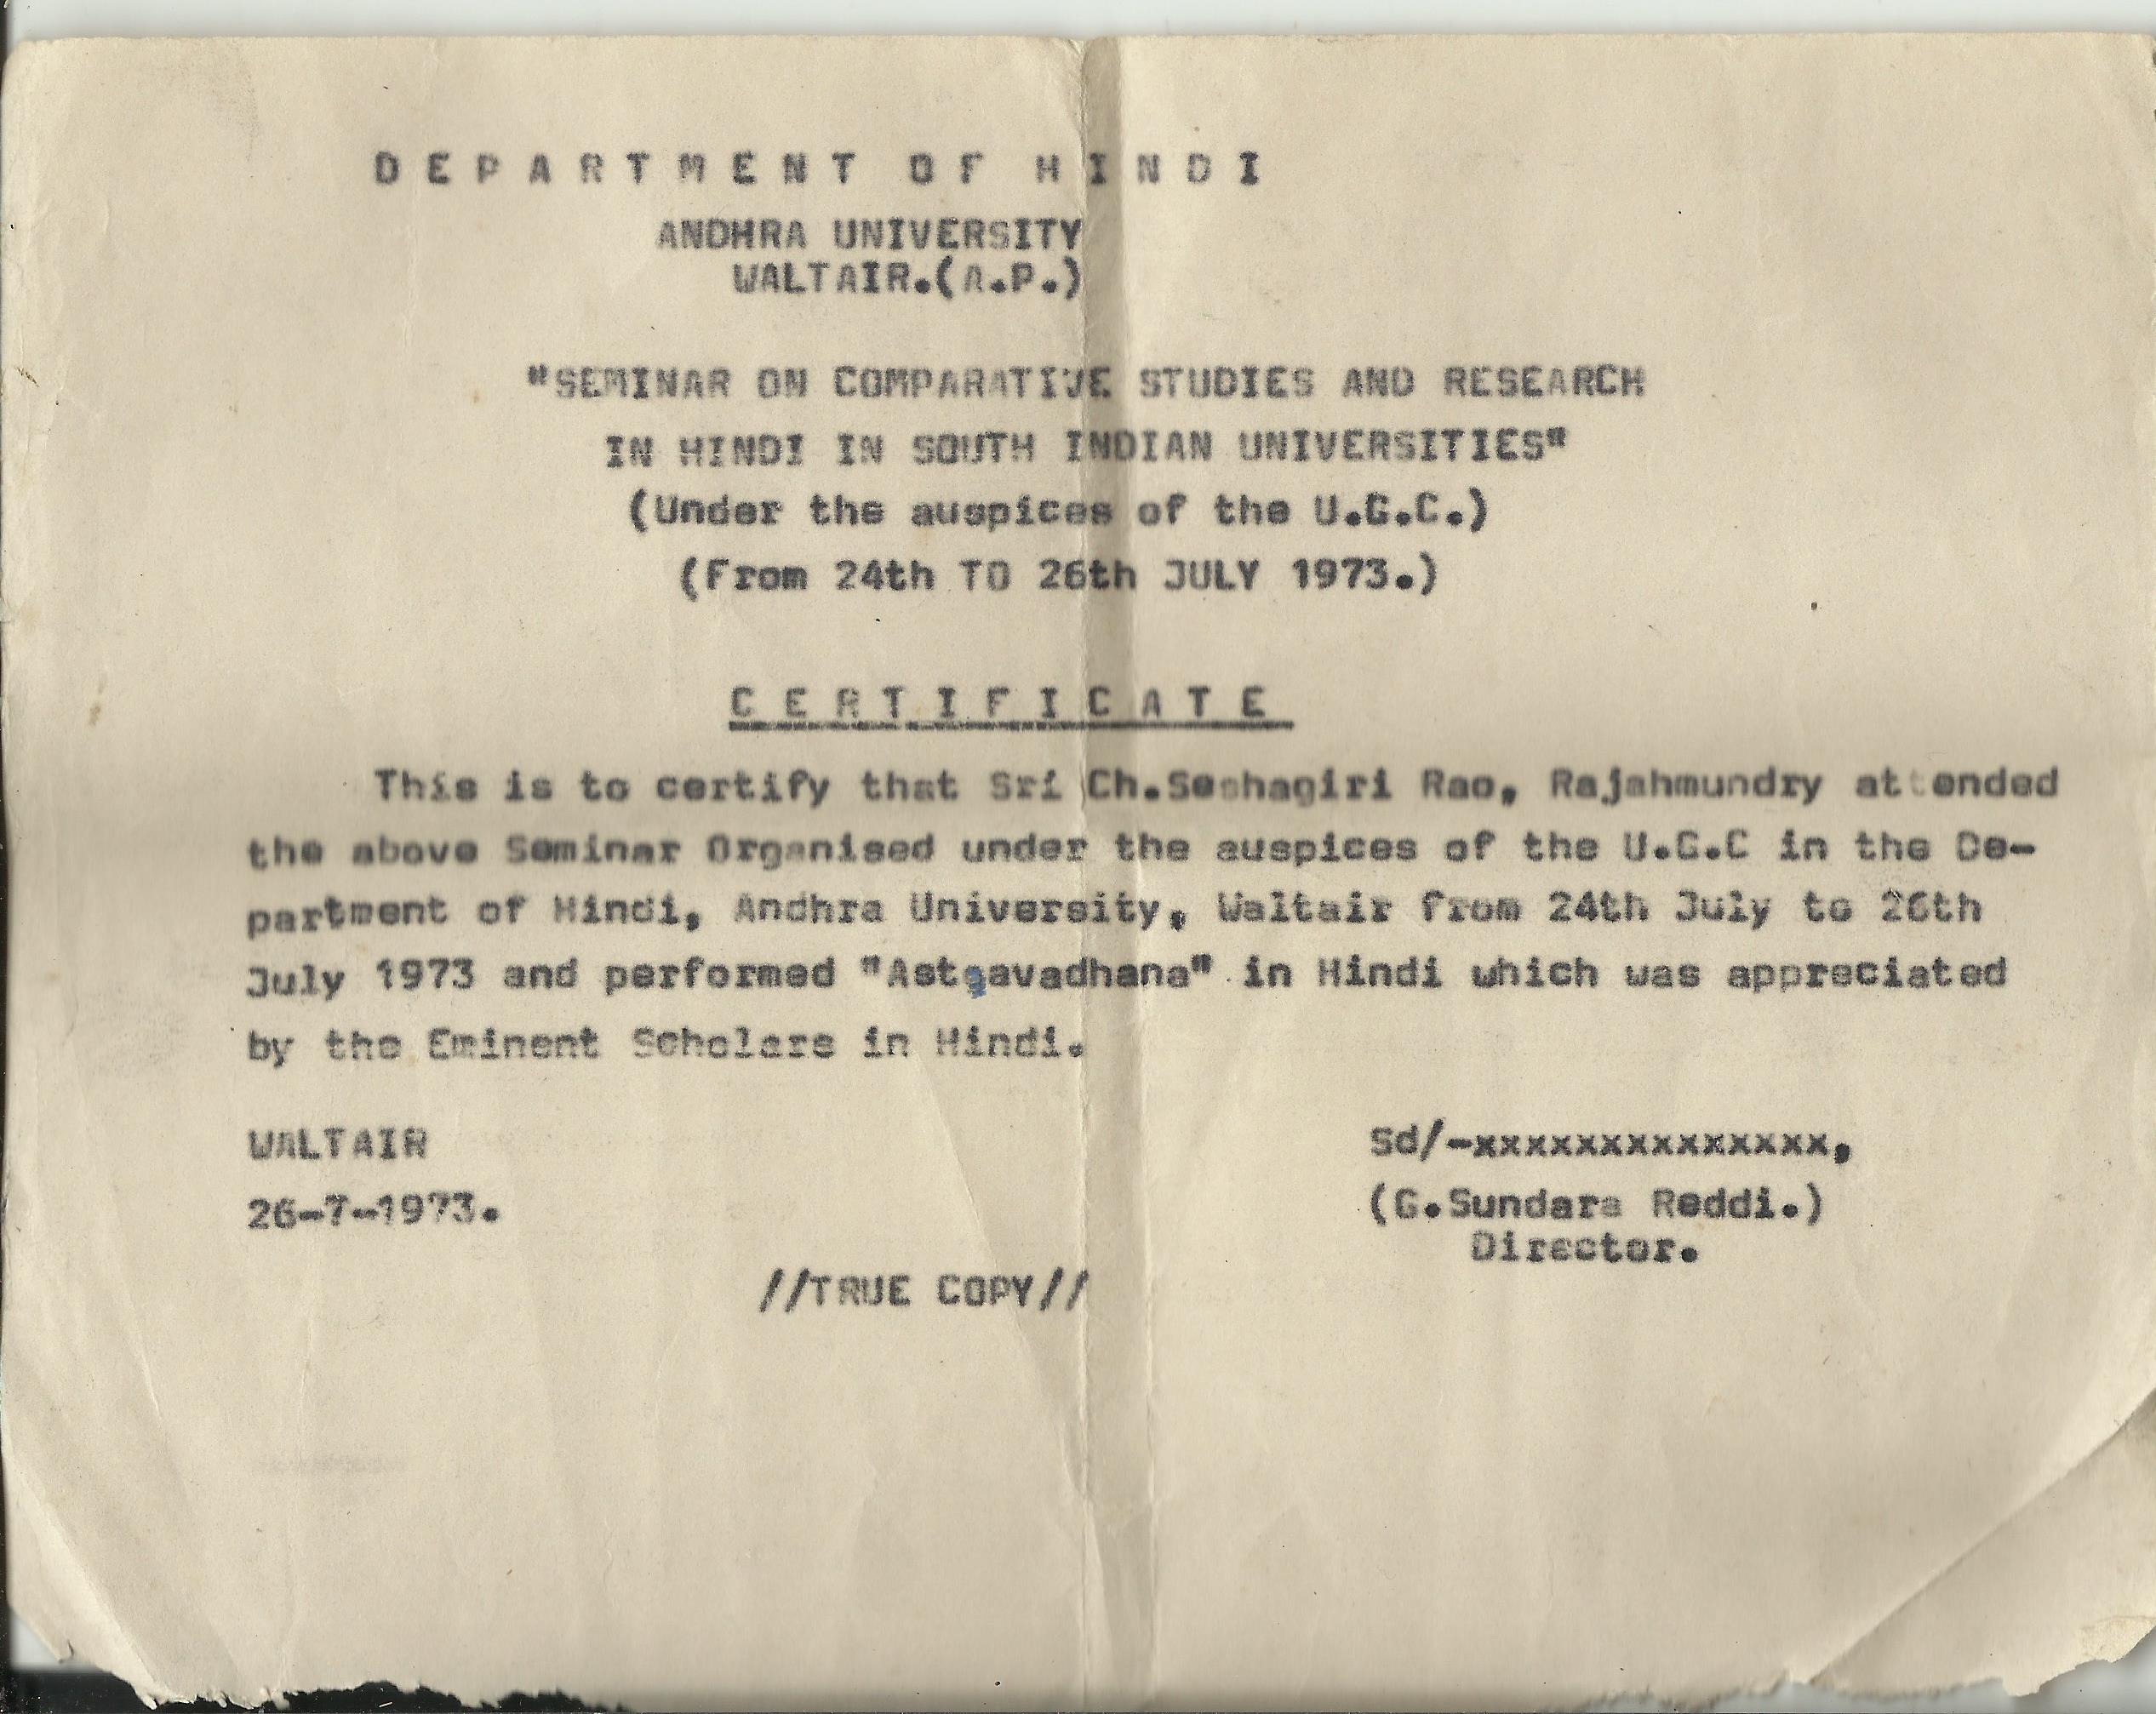 DEPARTMENT OF HINDI
ANDHRA UNIVERSITY
WALTAIR.(A.P.)
"SEMINAR ON COMPARATIVE STUDIES AND RESEARCH
IN HINDI IN SOUTH INDIAN UNIVERSITIES"
(Under the auspices of the U.G.C.)
(From 24th TO 26th JULY 1973.)
CERTIFICATE
This is to certify that Sri Ch.Seshagiri Rao, Rajahmundry attended
the above Seminar Organised under the auspices of the U.G.C in the De-
partment of Hindi, Andhra University, Waltair from 24th July to 26th
July 1973 and performed "Astaavadhana" in Hindi which was appreciated
by the Eminent Scholars in Hindi.
WALTAIR
26-7-1973.
Sd/-xxxxxxxxxxxxxx,
(G.Sundara Reddi.)
Director.
//TRUE COPY//